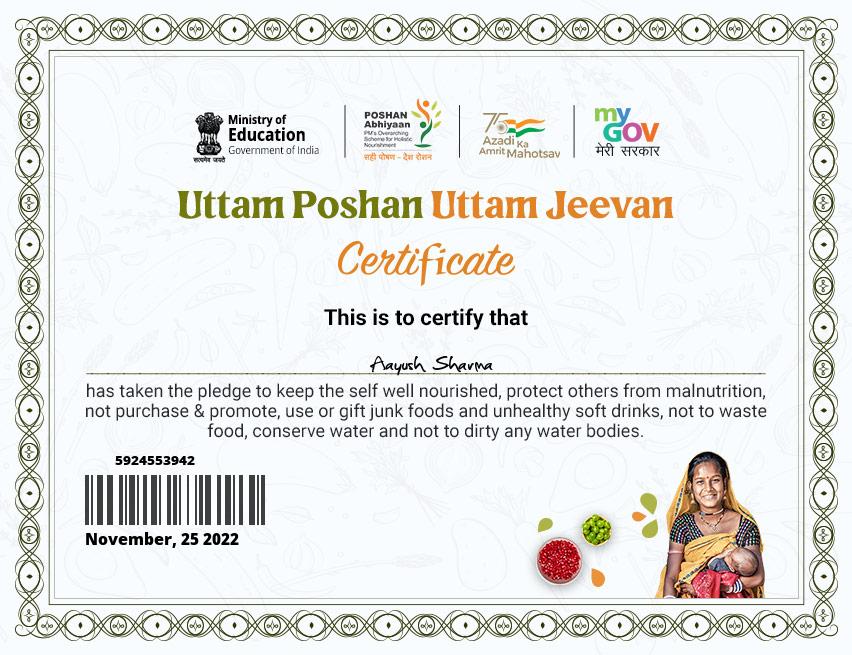 Ministry of
Education
Government of India
सत्यमेव जयते
POSHAN
Abhiyaan
PM's Overarching
Scheme for Holistic
Nourishment
सही पोषण - देश रोशन
75
Azadi Ka
Amrit Mahotsav
my
GOV
मेरी सरकार
Uttam Poshan Uttam Jeevan
Certificate
This is to certify that
Aayush Sharma
has taken the pledge to keep the self well nourished, protect others from malnutrition,
not purchase & promote, use or gift junk foods and unhealthy soft drinks, not to waste
food, conserve water and not to dirty any water bodies.
5924553942
November, 25 2022